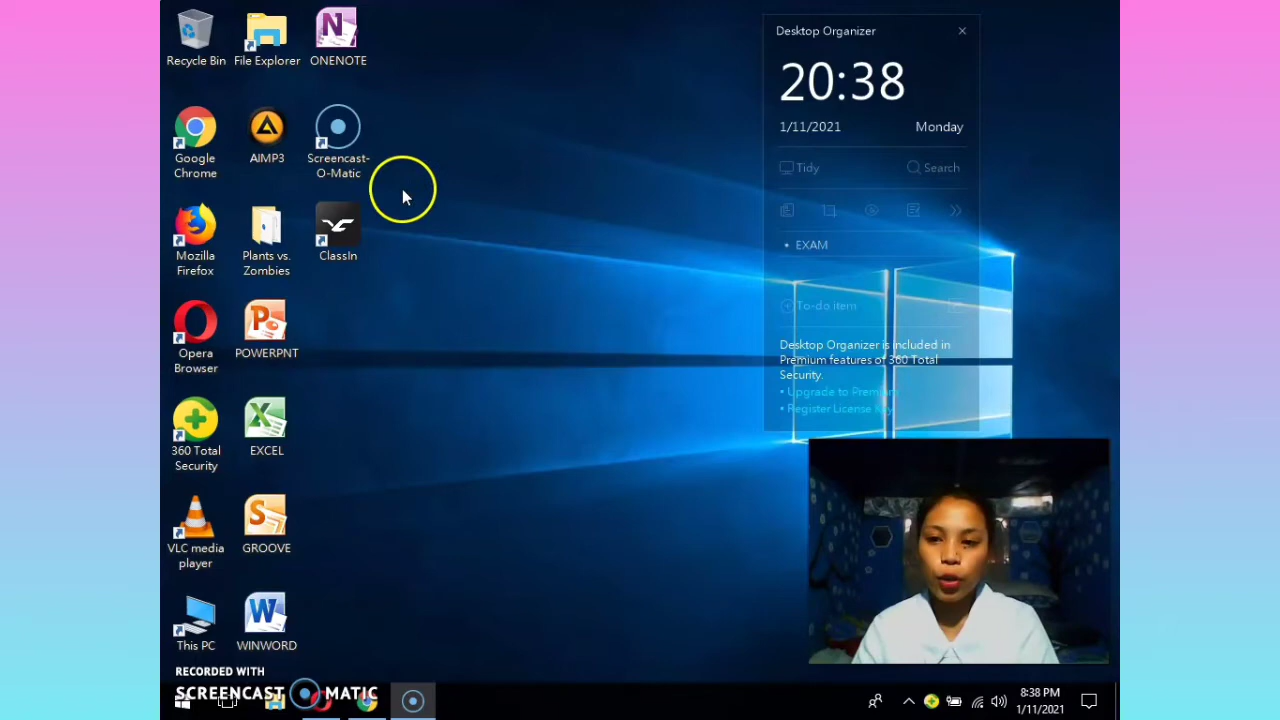 Recycle Bin
File Explorer
ONENOTE
Google
Chrome
AIMP3
Screencast-
O-Matic
Mozilla
Firefox
Plants vs.
Zombies
ClassIn
Opera
Browser
POWERPNT
360 Total
Security
EXCEL
VLC media
player
GROOVE
This PC
WINWORD
Desktop Organizer
20:38
1/11/2021 Monday
Tidy Search
• EXAM
To-do item
Desktop Organizer is included in
Premium features of 360 Total
Security.
• Upgrade to Premium
• Register License Key
RECORDED WITH
SCREENCAST MATIC
8:38 PM
1/11/2021